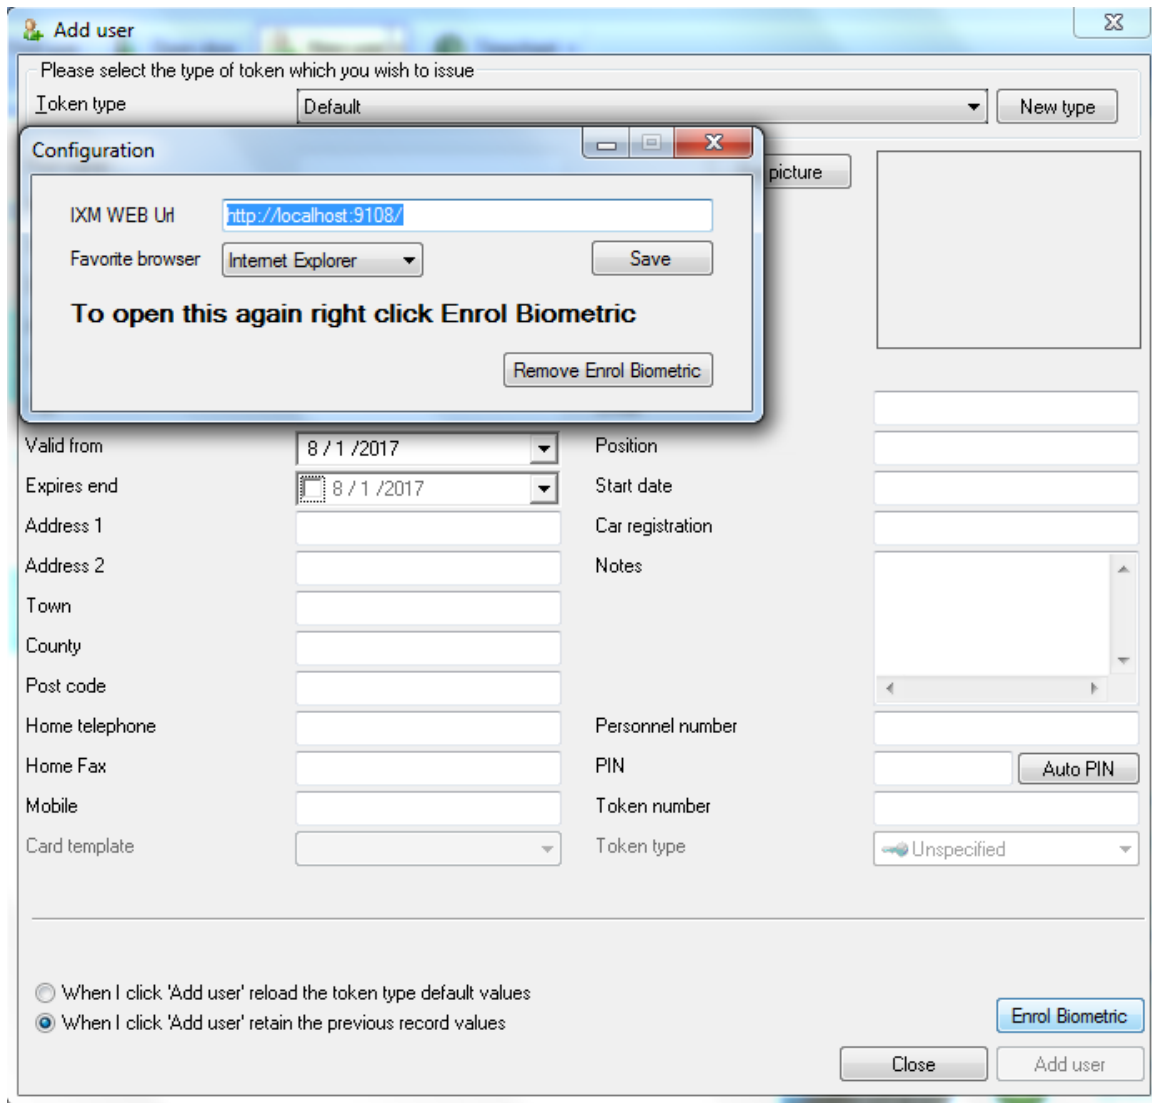 Add user
Please select the type of token which you wish to issue
Token type Default New type
Configuration
picture
IXM WEB Url http://localhost:9108/
Favorite browser Internet Explorer Save
To open this again right click Enrol Biometric
Remove Enrol Biometric
Valid from 8 / 1 /2017 Position
Expires end 8 / 1 /2017 Start date
Address 1 Car registration
Address 2 Notes
Town
County
Post code
Home telephone Personnel number
Home Fax PIN Auto PIN
Mobile Token number
Card template Token type Unspecified
When I click 'Add user' reload the token type default values
When I click 'Add user' retain the previous record values
Enrol Biometric
Close Add user